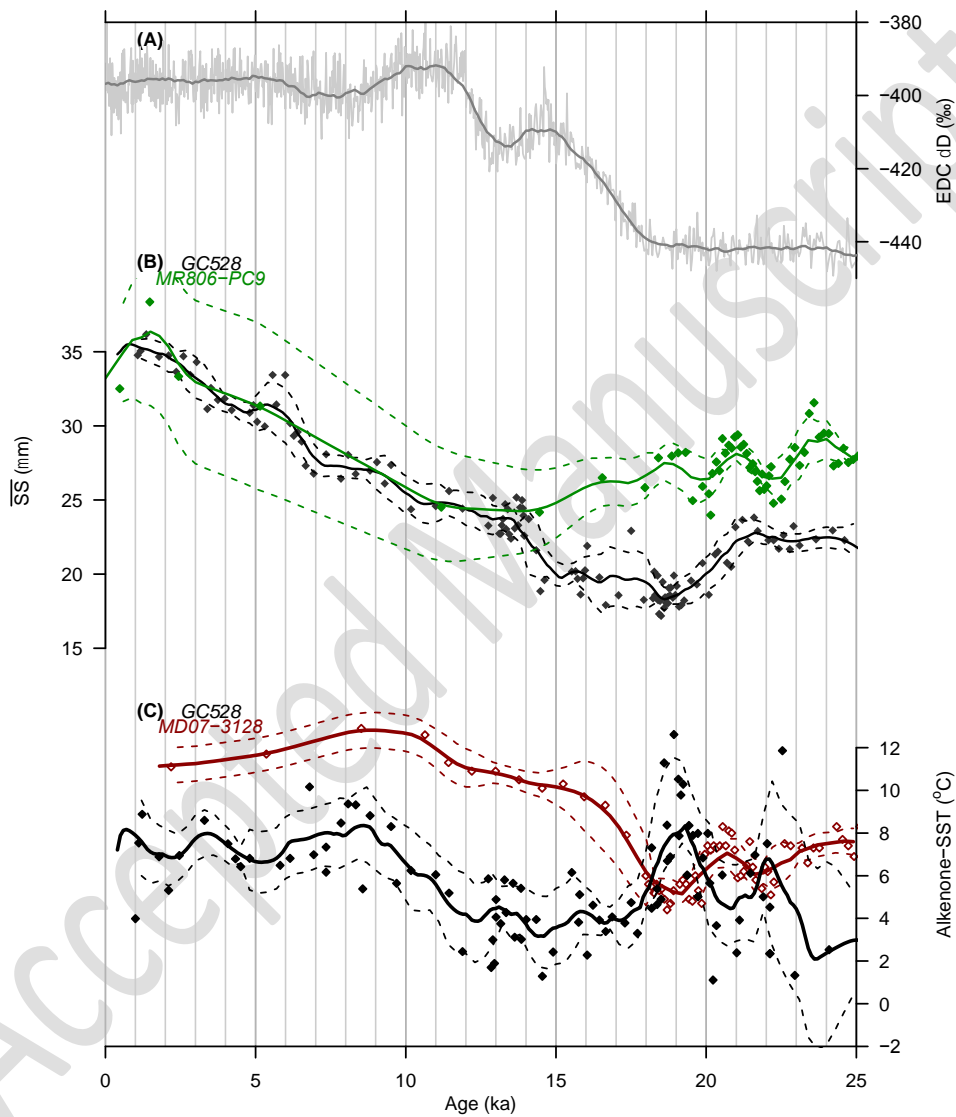 (A)
−380
−400
−420
−440
EDC dD (‰)
(B) GC528
MR806−PC9
35
30
25
20
15
SS (mm)
(C) GC528
MD07−3128
12
10
8
6
4
2
0
−2
Alkenone−SST (°C)
0 5 10 15 20 25
Age (ka)
Accepted Manuscript